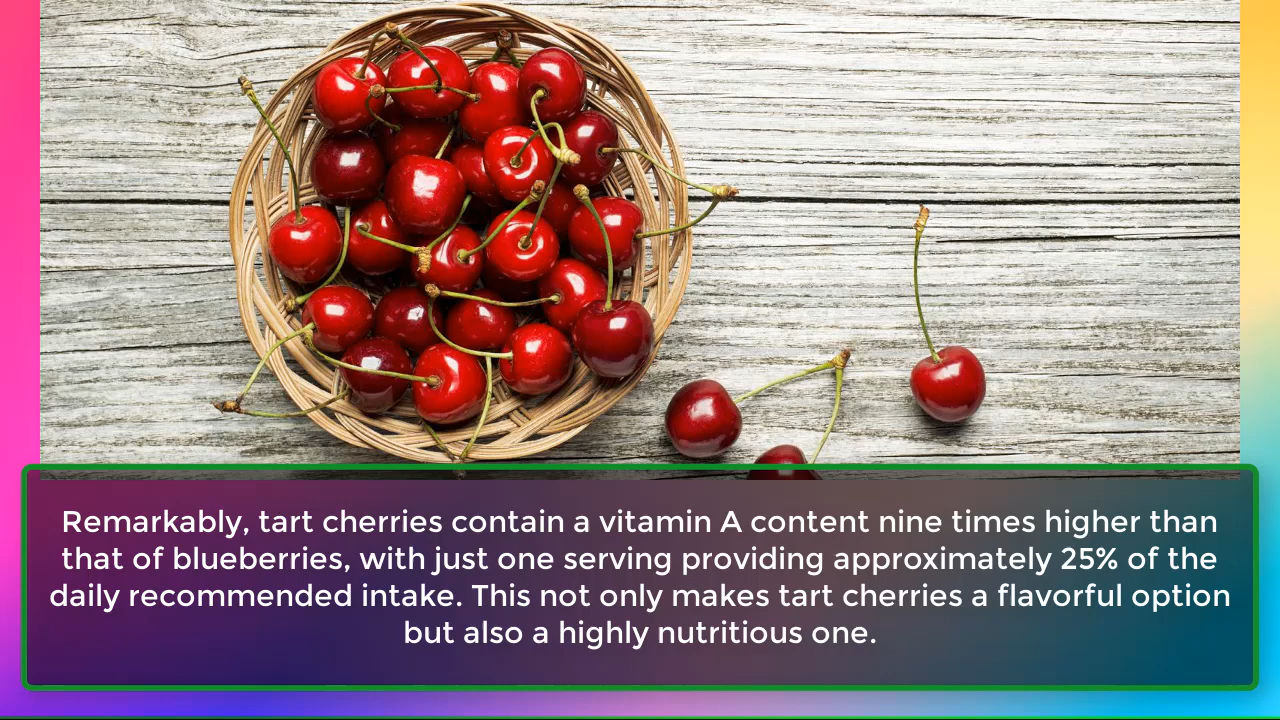 Remarkably, tart cherries contain a vitamin A content nine times higher than
that of blueberries, with just one serving providing approximately 25% of the
daily recommended intake. This not only makes tart cherries a flavorful option
but also a highly nutritious one.